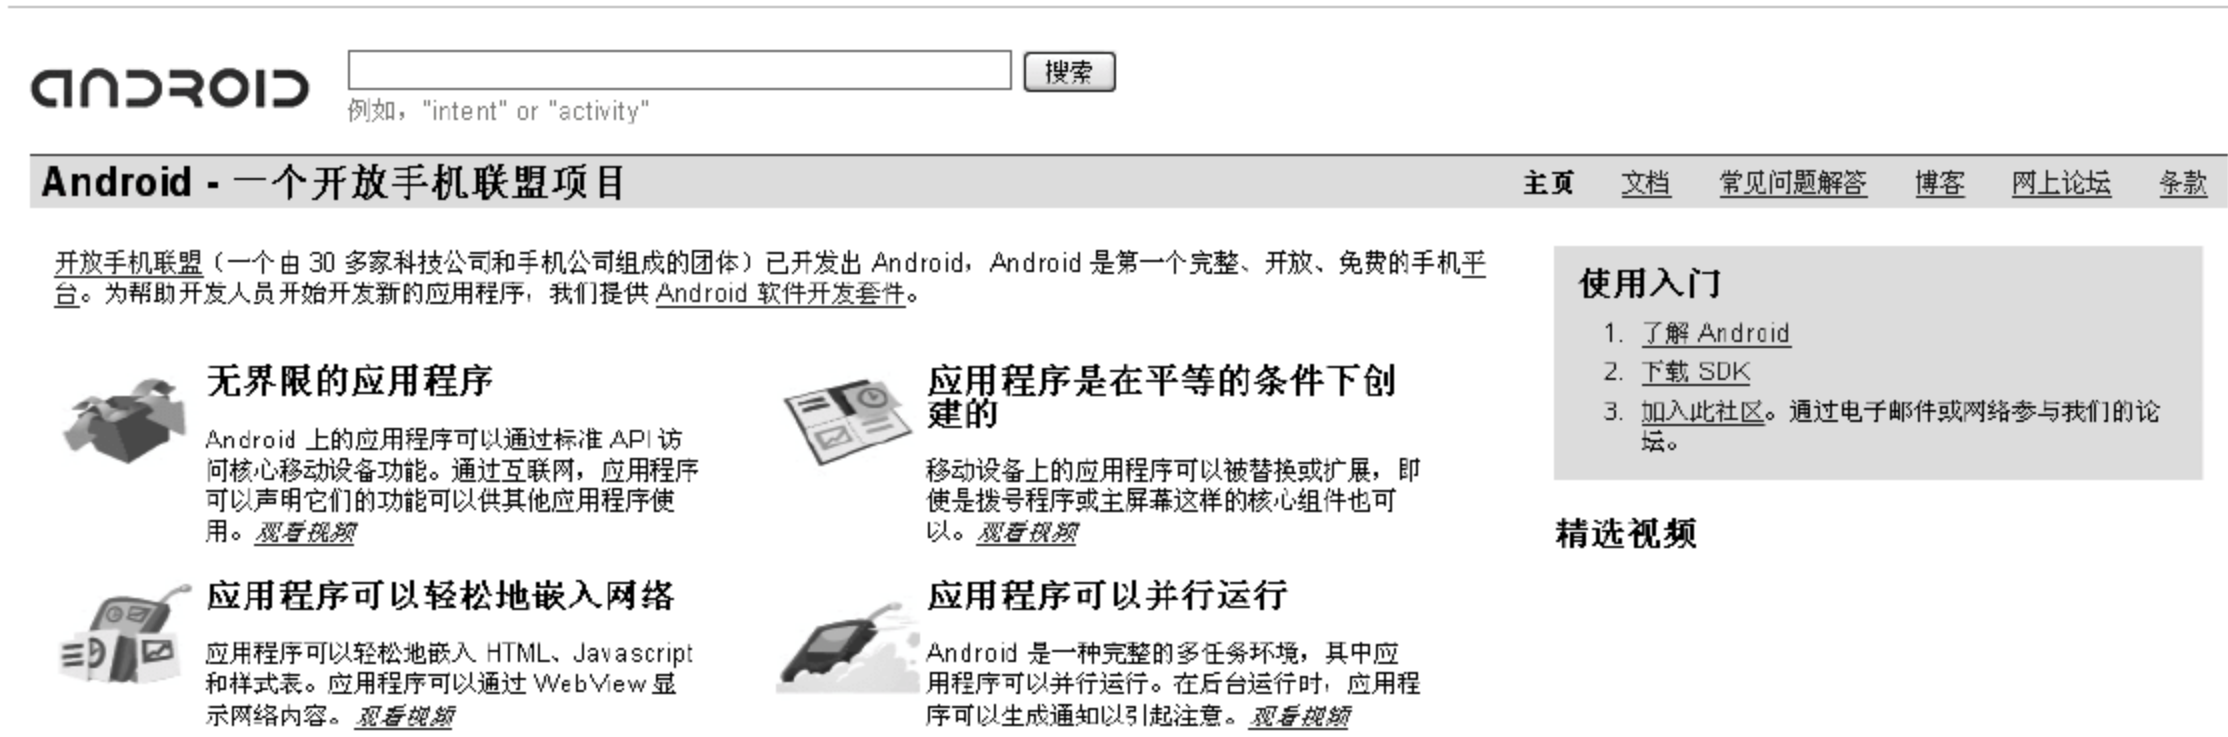 ANDROID
搜索
例如，"intent" or "activity"
Android - 一个开放手机联盟项目
主页 文档 常见问题解答 博客 网上论坛 条款
开放手机联盟（一个由 30 多家科技公司和手机公司组成的团体）已开发出 Android，Android 是第一个完整、开放、免费的手机平
台。为帮助开发人员开始开发新的应用程序，我们提供 Android 软件开发套件。
无界限的应用程序
Android 上的应用程序可以通过标准 API 访
问核心移动设备功能。通过互联网，应用程序
可以声明它们的功能可以供其他应用程序使
用。观看视频
应用程序是在平等的条件下创
建的
移动设备上的应用程序可以被替换或扩展，即
使是拨号程序或主屏幕这样的核心组件也可
以。观看视频
应用程序可以轻松地嵌入网络
应用程序可以轻松地嵌入 HTML、Javascript
和样式表。应用程序可以通过 WebView 显
示网络内容。观看视频
应用程序可以并行运行
Android 是一种完整的多任务环境，其中应
用程序可以并行运行。在后台运行时，应用程
序可以生成通知以引起注意。观看视频
使用入门
1. 了解 Android
2. 下载 SDK
3. 加入此社区。通过电子邮件或网络参与我们的论
坛。
精选视频